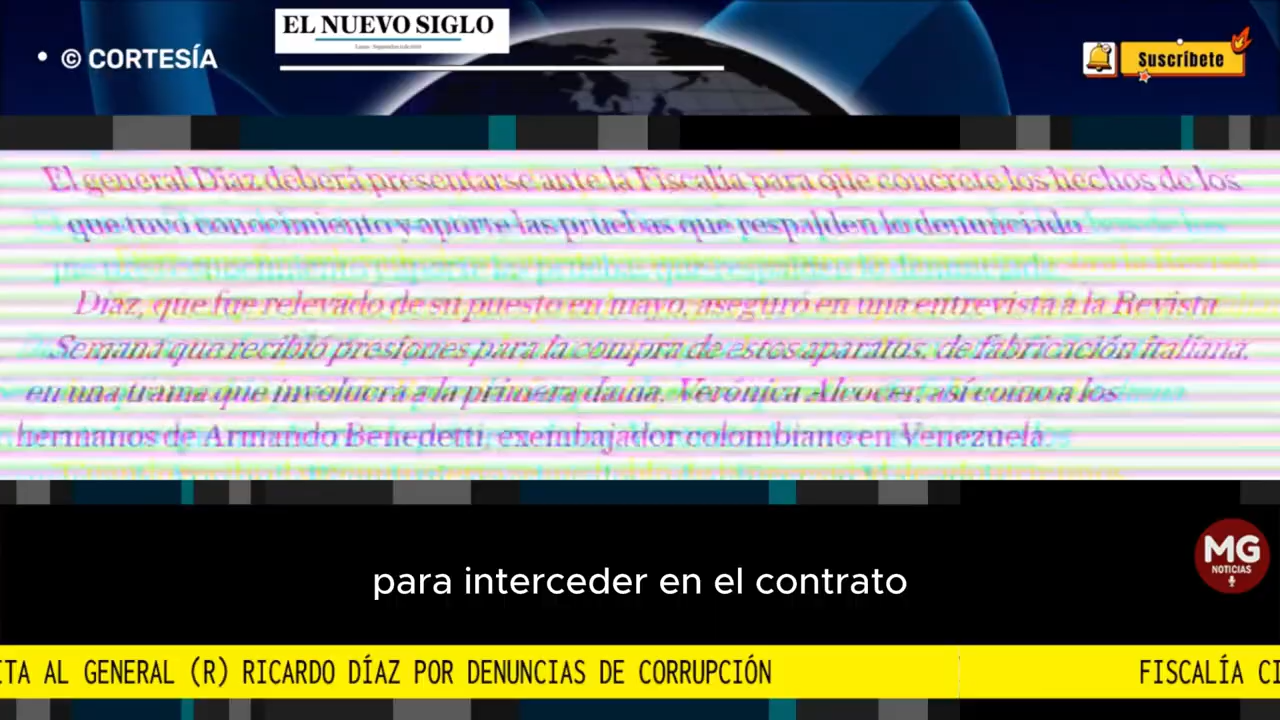 EL NUEVO SIGLO
• © CORTESÍA
Suscríbete
El general Díaz deberá presentarse ante la Fiscalía para que concrete los hechos de los
que tuvo conocimiento y aporte las pruebas que respalden lo denunciado.
Díaz, que fue relevado de su puesto en mayo, aseguró en una entrevista a la Revista
Semana que recibió presiones para la compra de estos aparatos, de fabricación italiana,
en una trama que involucra a la primera dama, Verónica Alcocer, así como a los
hermanos de Armando Benedetti, exembajador colombiano en Venezuela.
para interceder en el contrato
MG
NOTICIAS
ITA AL GENERAL (R) RICARDO DÍAZ POR DENUNCIAS DE CORRUPCIÓN
FISCALÍA CI